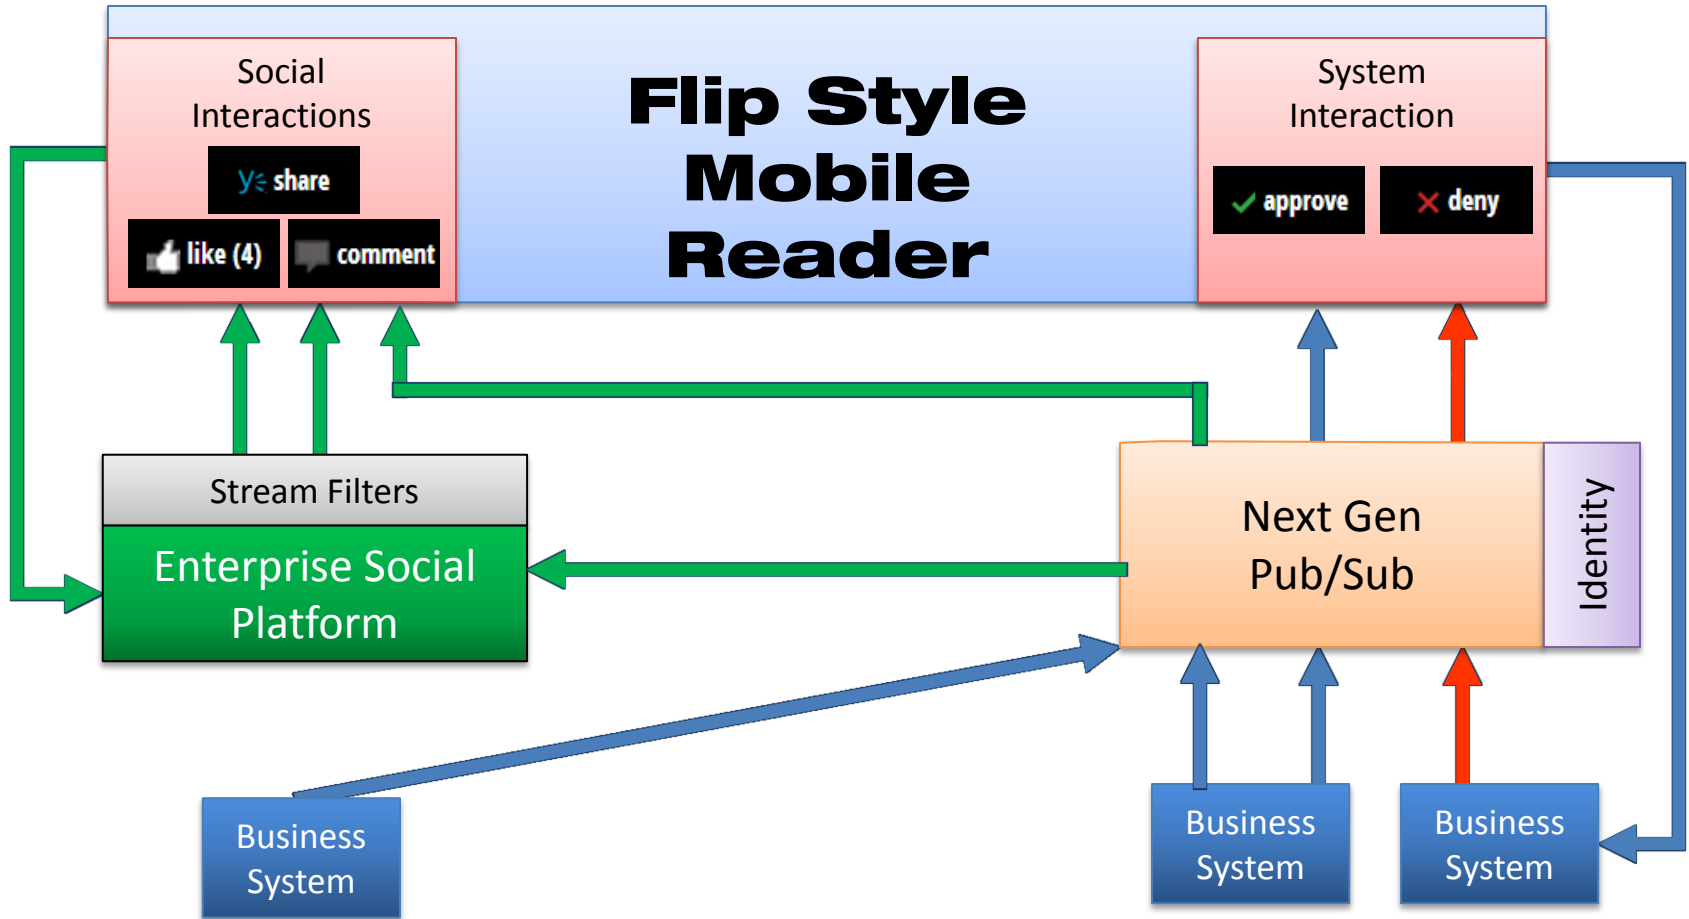 Social
Interactions
share
like (4)
comment
Flip Style
Mobile
Reader
System
Interaction
approve
deny
Stream Filters
Enterprise Social
Platform
Next Gen
Pub/Sub
Identity
Business
System
Business
System
Business
System